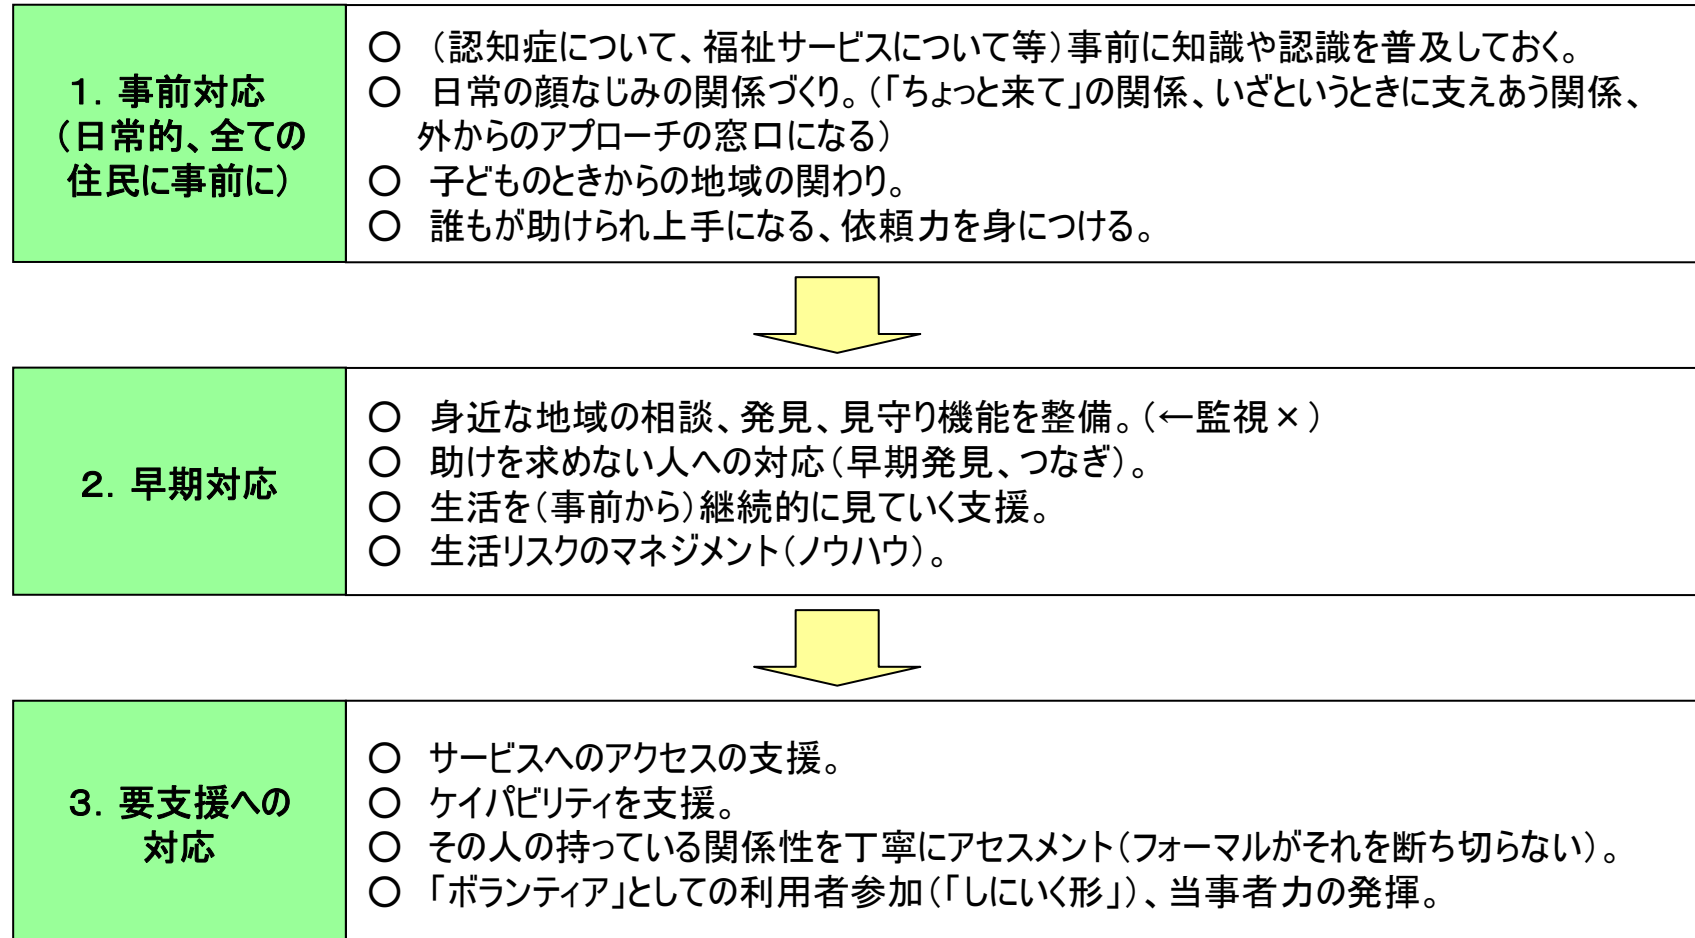 １．事前対応
（日常的、全ての
住民に事前に）
○　（認知症について、福祉サービスについて等）事前に知識や認識を普及しておく。
○　日常の顔なじみの関係づくり。（「ちょっと来て」の関係、いざというときに支えあう関係、
外からのアプローチの窓口になる）
○　子どものときからの地域の関わり。
○　誰もが助けられ上手になる、依頼力を身につける。
２．早期対応
○　身近な地域の相談、発見、見守り機能を整備。（←監視×）
○　助けを求めない人への対応（早期発見、つなぎ）。
○　生活を（事前から）継続的に見ていく支援。
○　生活リスクのマネジメント（ノウハウ）。
３．要支援への
対応
○　サービスへのアクセスの支援。
○　ケイパビリティを支援。
○　その人の持っている関係性を丁寧にアセスメント（フォーマルがそれを断ち切らない）。
○　「ボランティア」としての利用者参加（「しにいく形」）、当事者力の発揮。